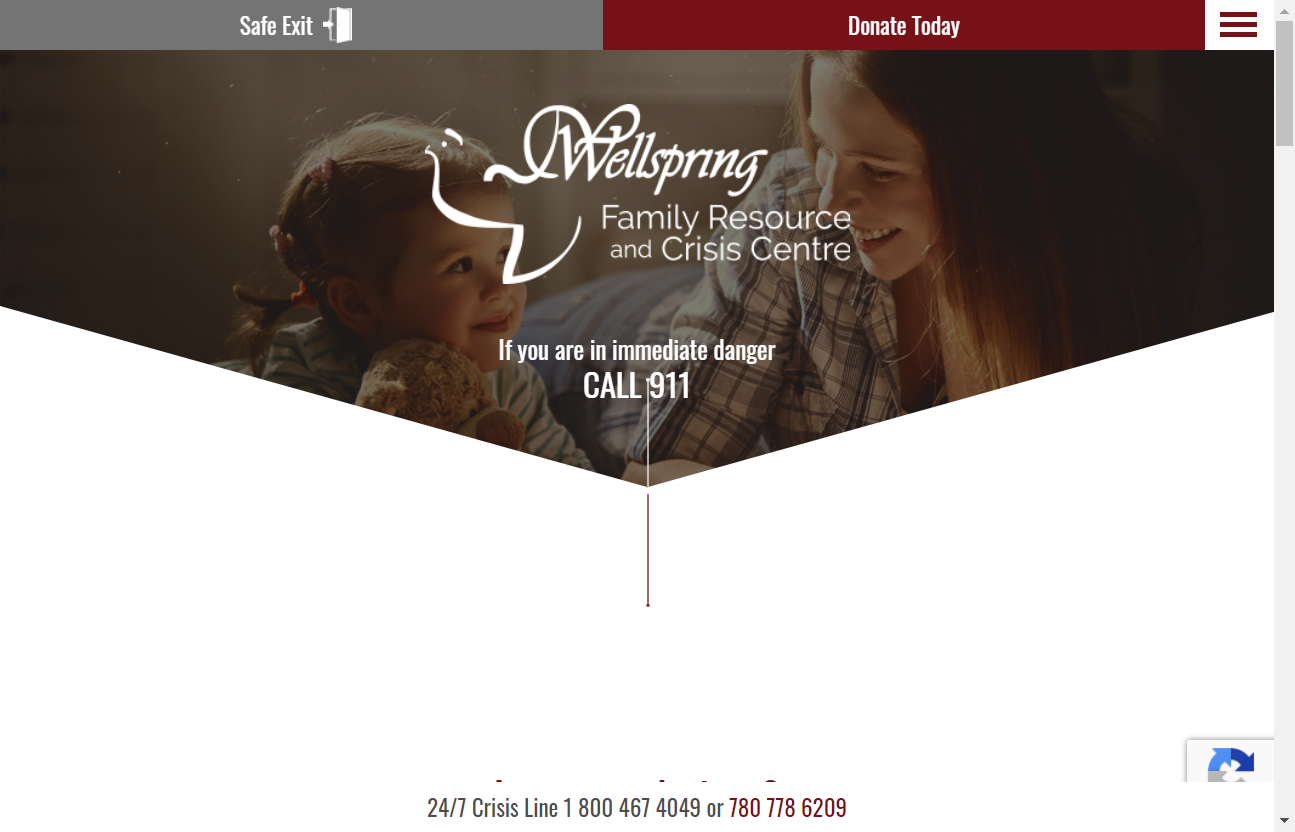 Safe Exit
Donate Today
Wellspring
Family Resource
and Crisis Centre
If you are in immediate danger
CALL 911
24/7 Crisis Line 1 800 467 4049 or 780 778 6209